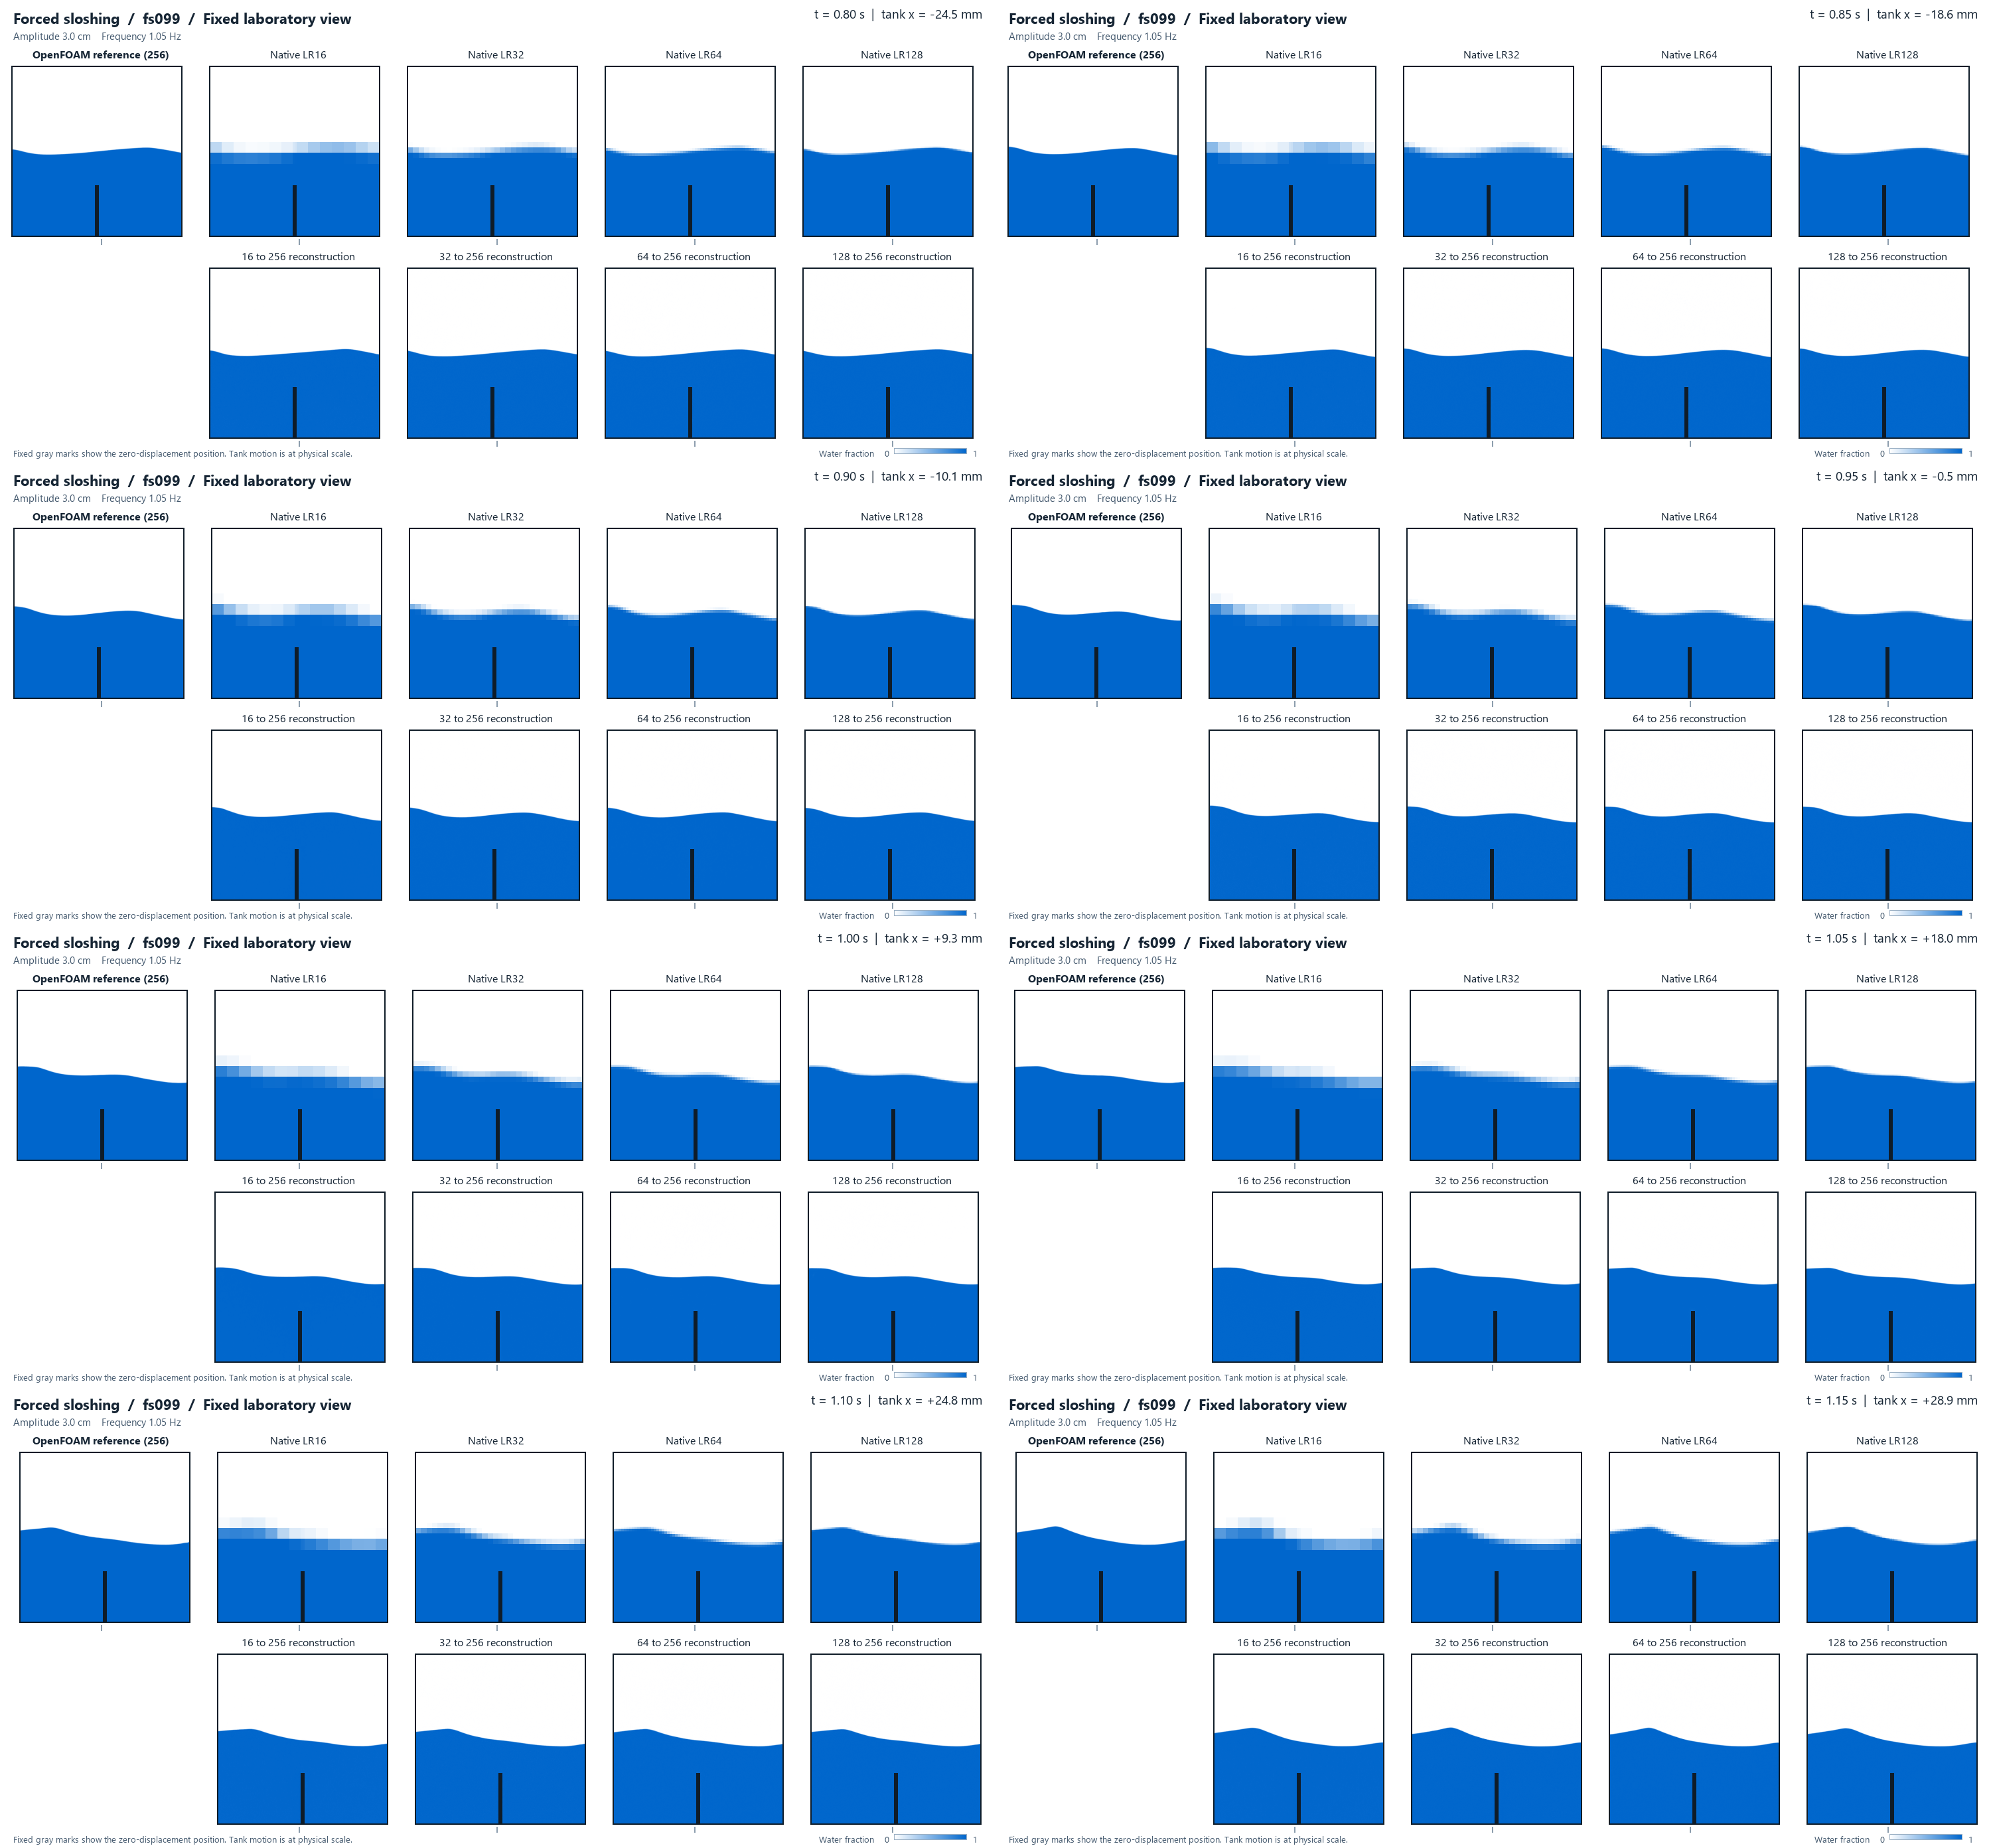 Forced sloshing / fs099 / Fixed laboratory view
t = 0.80 s | tank x = -24.5 mm
Amplitude 3.0 cm Frequency 1.05 Hz
OpenFOAM reference (256) Native LR16 Native LR32 Native LR64 Native LR128
16 to 256 reconstruction 32 to 256 reconstruction 64 to 256 reconstruction 128 to 256 reconstruction
Fixed gray marks show the zero-displacement position. Tank motion is at physical scale.
Water fraction 0 1
Forced sloshing / fs099 / Fixed laboratory view
t = 0.85 s | tank x = -18.6 mm
Amplitude 3.0 cm Frequency 1.05 Hz
OpenFOAM reference (256) Native LR16 Native LR32 Native LR64 Native LR128
16 to 256 reconstruction 32 to 256 reconstruction 64 to 256 reconstruction 128 to 256 reconstruction
Fixed gray marks show the zero-displacement position. Tank motion is at physical scale.
Water fraction 0 1
Forced sloshing / fs099 / Fixed laboratory view
t = 0.90 s | tank x = -10.1 mm
Amplitude 3.0 cm Frequency 1.05 Hz
OpenFOAM reference (256) Native LR16 Native LR32 Native LR64 Native LR128
16 to 256 reconstruction 32 to 256 reconstruction 64 to 256 reconstruction 128 to 256 reconstruction
Fixed gray marks show the zero-displacement position. Tank motion is at physical scale.
Water fraction 0 1
Forced sloshing / fs099 / Fixed laboratory view
t = 0.95 s | tank x = -0.5 mm
Amplitude 3.0 cm Frequency 1.05 Hz
OpenFOAM reference (256) Native LR16 Native LR32 Native LR64 Native LR128
16 to 256 reconstruction 32 to 256 reconstruction 64 to 256 reconstruction 128 to 256 reconstruction
Fixed gray marks show the zero-displacement position. Tank motion is at physical scale.
Water fraction 0 1
Forced sloshing / fs099 / Fixed laboratory view
t = 1.00 s | tank x = +9.3 mm
Amplitude 3.0 cm Frequency 1.05 Hz
OpenFOAM reference (256) Native LR16 Native LR32 Native LR64 Native LR128
16 to 256 reconstruction 32 to 256 reconstruction 64 to 256 reconstruction 128 to 256 reconstruction
Fixed gray marks show the zero-displacement position. Tank motion is at physical scale.
Water fraction 0 1
Forced sloshing / fs099 / Fixed laboratory view
t = 1.05 s | tank x = +18.0 mm
Amplitude 3.0 cm Frequency 1.05 Hz
OpenFOAM reference (256) Native LR16 Native LR32 Native LR64 Native LR128
16 to 256 reconstruction 32 to 256 reconstruction 64 to 256 reconstruction 128 to 256 reconstruction
Fixed gray marks show the zero-displacement position. Tank motion is at physical scale.
Water fraction 0 1
Forced sloshing / fs099 / Fixed laboratory view
t = 1.10 s | tank x = +24.8 mm
Amplitude 3.0 cm Frequency 1.05 Hz
OpenFOAM reference (256) Native LR16 Native LR32 Native LR64 Native LR128
16 to 256 reconstruction 32 to 256 reconstruction 64 to 256 reconstruction 128 to 256 reconstruction
Fixed gray marks show the zero-displacement position. Tank motion is at physical scale.
Water fraction 0 1
Forced sloshing / fs099 / Fixed laboratory view
t = 1.15 s | tank x = +28.9 mm
Amplitude 3.0 cm Frequency 1.05 Hz
OpenFOAM reference (256) Native LR16 Native LR32 Native LR64 Native LR128
16 to 256 reconstruction 32 to 256 reconstruction 64 to 256 reconstruction 128 to 256 reconstruction
Fixed gray marks show the zero-displacement position. Tank motion is at physical scale.
Water fraction 0 1